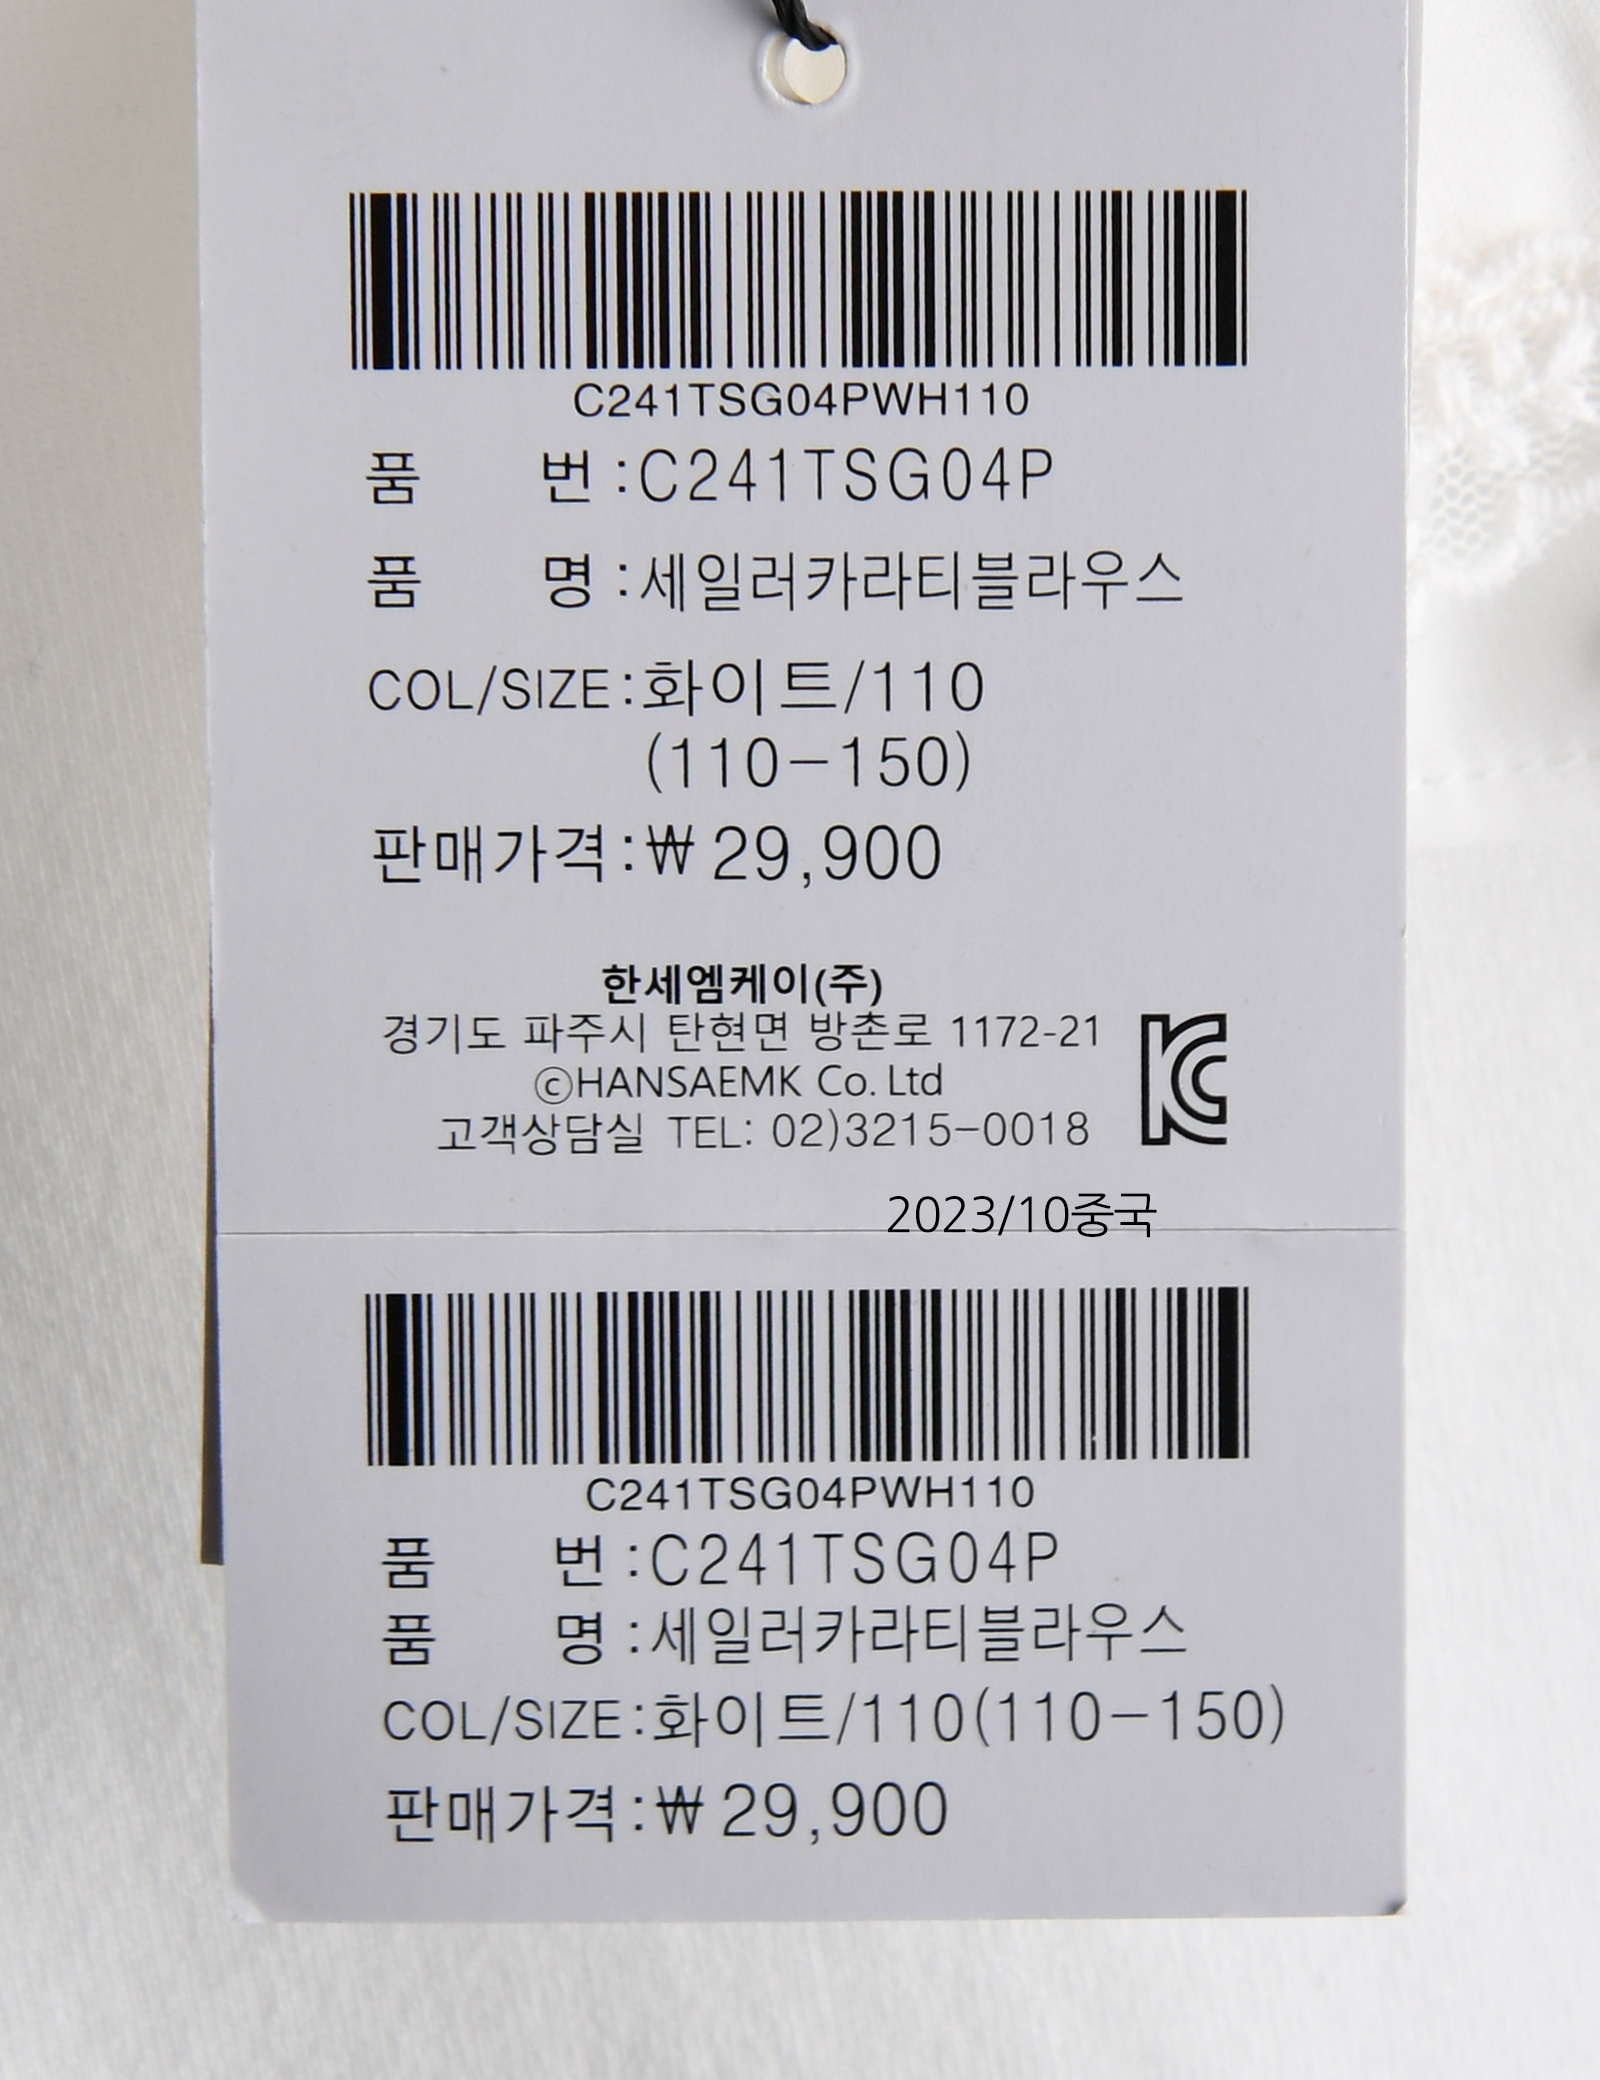 C241TSG04PWH110
품 번 :C241TSG04P
품 명 :세일러카라티블라우스
COL/SIZE:화이트/110
(110-150)
판매가격:₩29,900
한세엠케이(주)
경기도 파주시 탄현면 방촌로 1172-21
ⓒHANSAEMK Co. Ltd
고객상담실 TEL: 02)3215-0018
2023/10중국
C241TSG04PWH110
품 번 :C241TSG04P
품 명 :세일러카라티블라우스
COL/SIZE:화이트/110(110-150)
판매가격:₩29,900